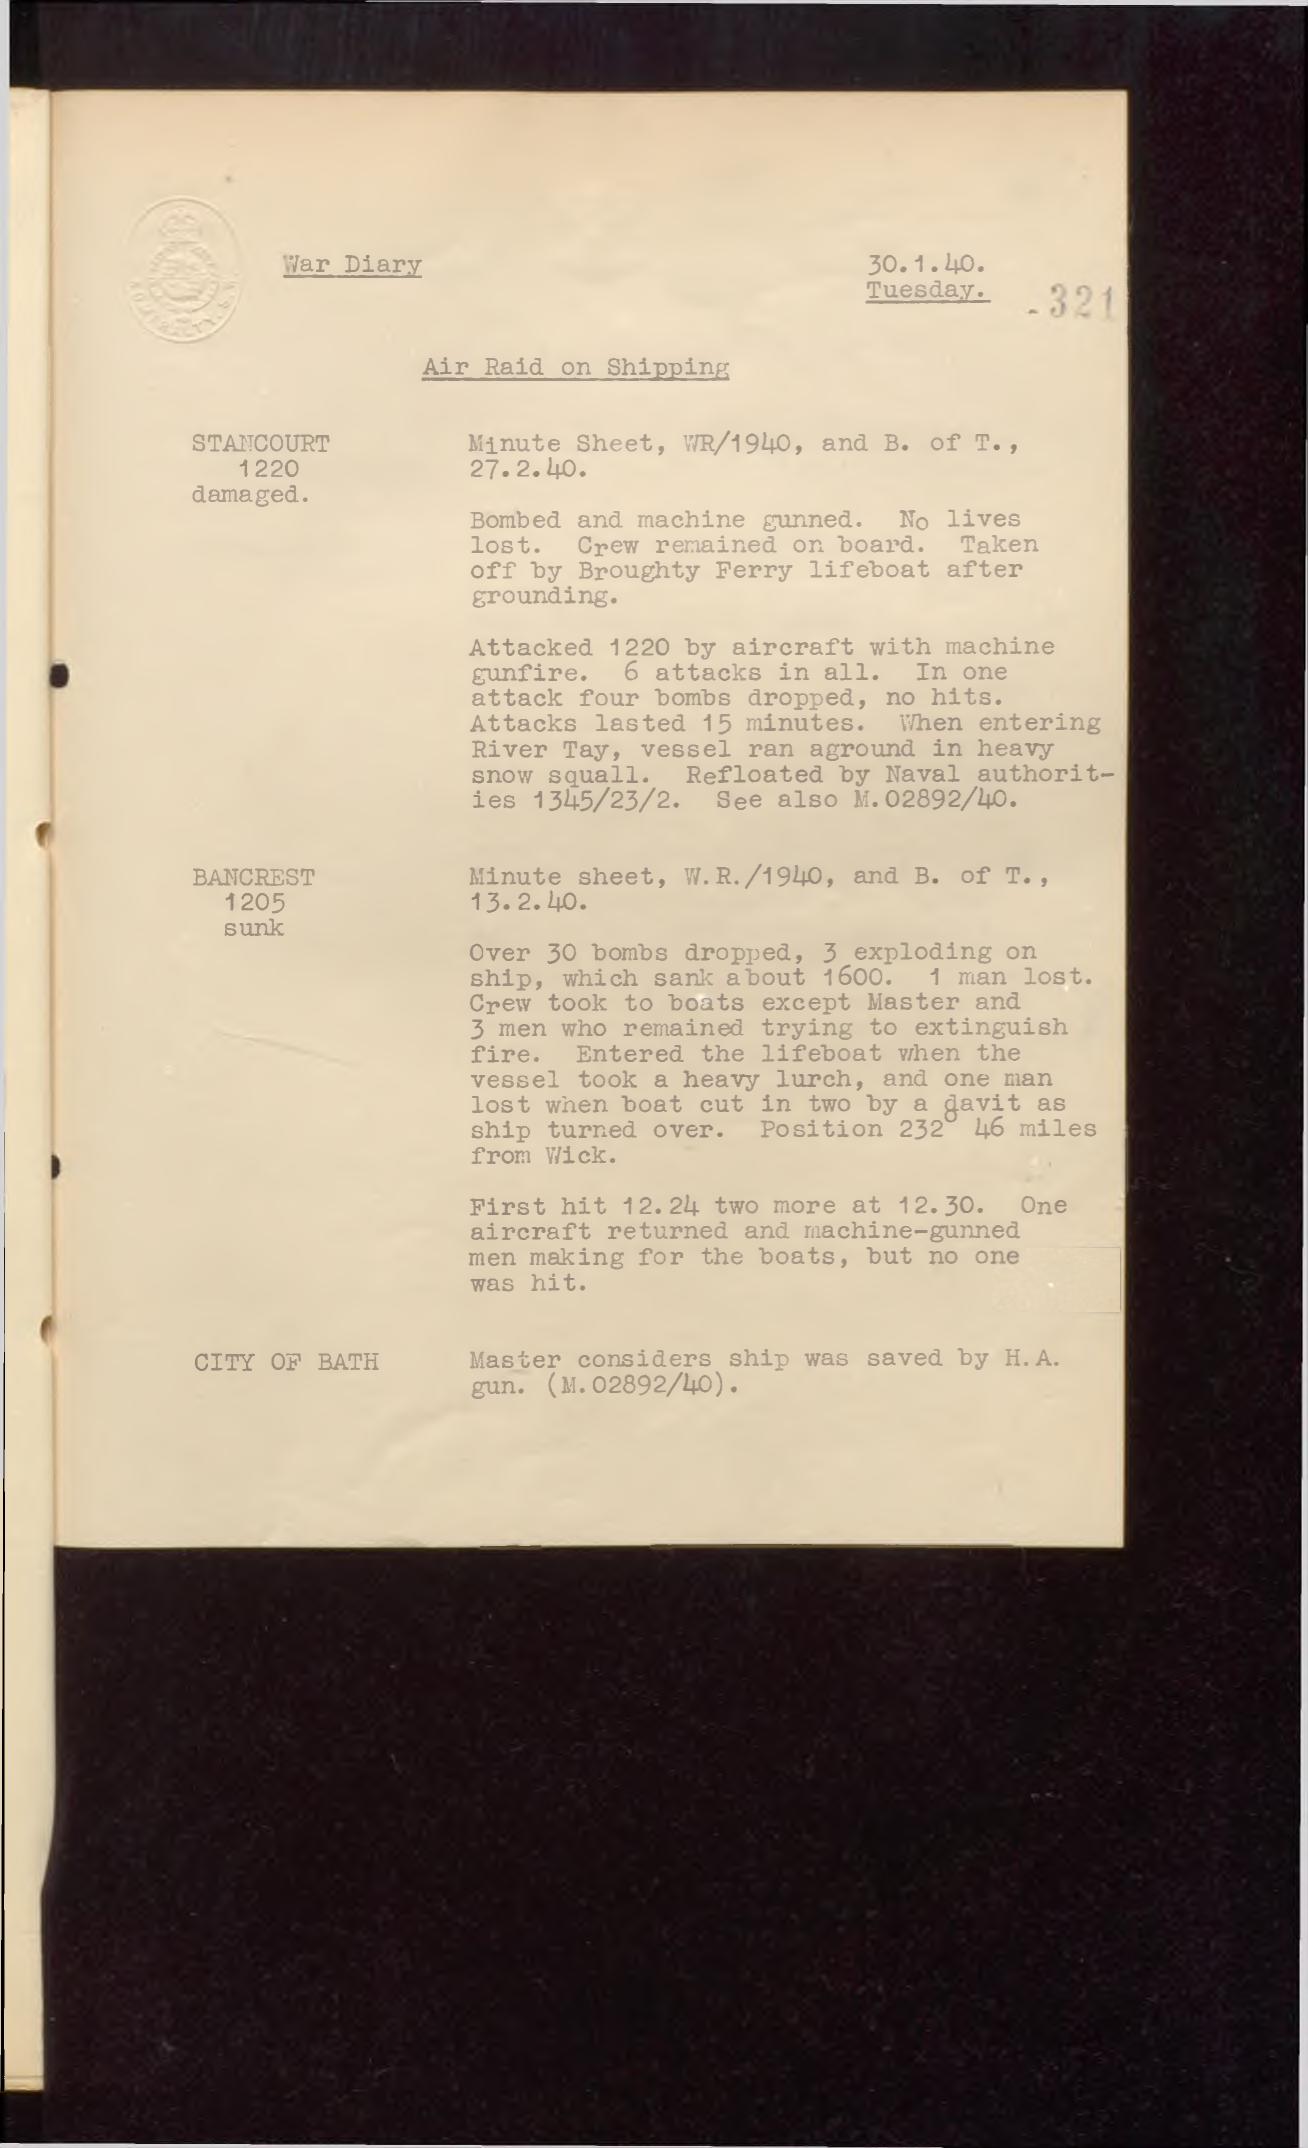 War Diary
30.1.40.
Tuesday.
321
Air Raid on Shipping
STANCOURT
1220
damaged.
Minute Sheet, WR/1940, and B. of T.,
27.2.40.
Bombed and machine gunned. No lives
lost. Crew remained on board. Taken
off by Broughty Ferry lifeboat after
grounding.
Attacked 1220 by aircraft with machine
gunfire. 6 attacks in all. In one
attack four bombs dropped, no hits.
Attacks lasted 15 minutes. When entering
River Tay, vessel ran aground in heavy
snow squall. Refloated by Naval authorit-
ies 1345/23/2. See also M.02892/40.
BANCREST
1205
sunk
Minute sheet, W.R./1940, and B. of T.,
13.2.40.
Over 30 bombs dropped, 3 exploding on
ship, which sank about 1600. 1 man lost.
Crew took to boats except Master and
3 men who remained trying to extinguish
fire. Entered the lifeboat when the
vessel took a heavy lurch, and one man
lost when boat cut in two by a davit as
ship turned over. Position 232° 46 miles
from Wick.
First hit 12.24 two more at 12.30. One
aircraft returned and machine-gunned
men making for the boats, but no one
was hit.
CITY OF BATH
Master considers ship was saved by H.A.
gun. (M.02892/40).